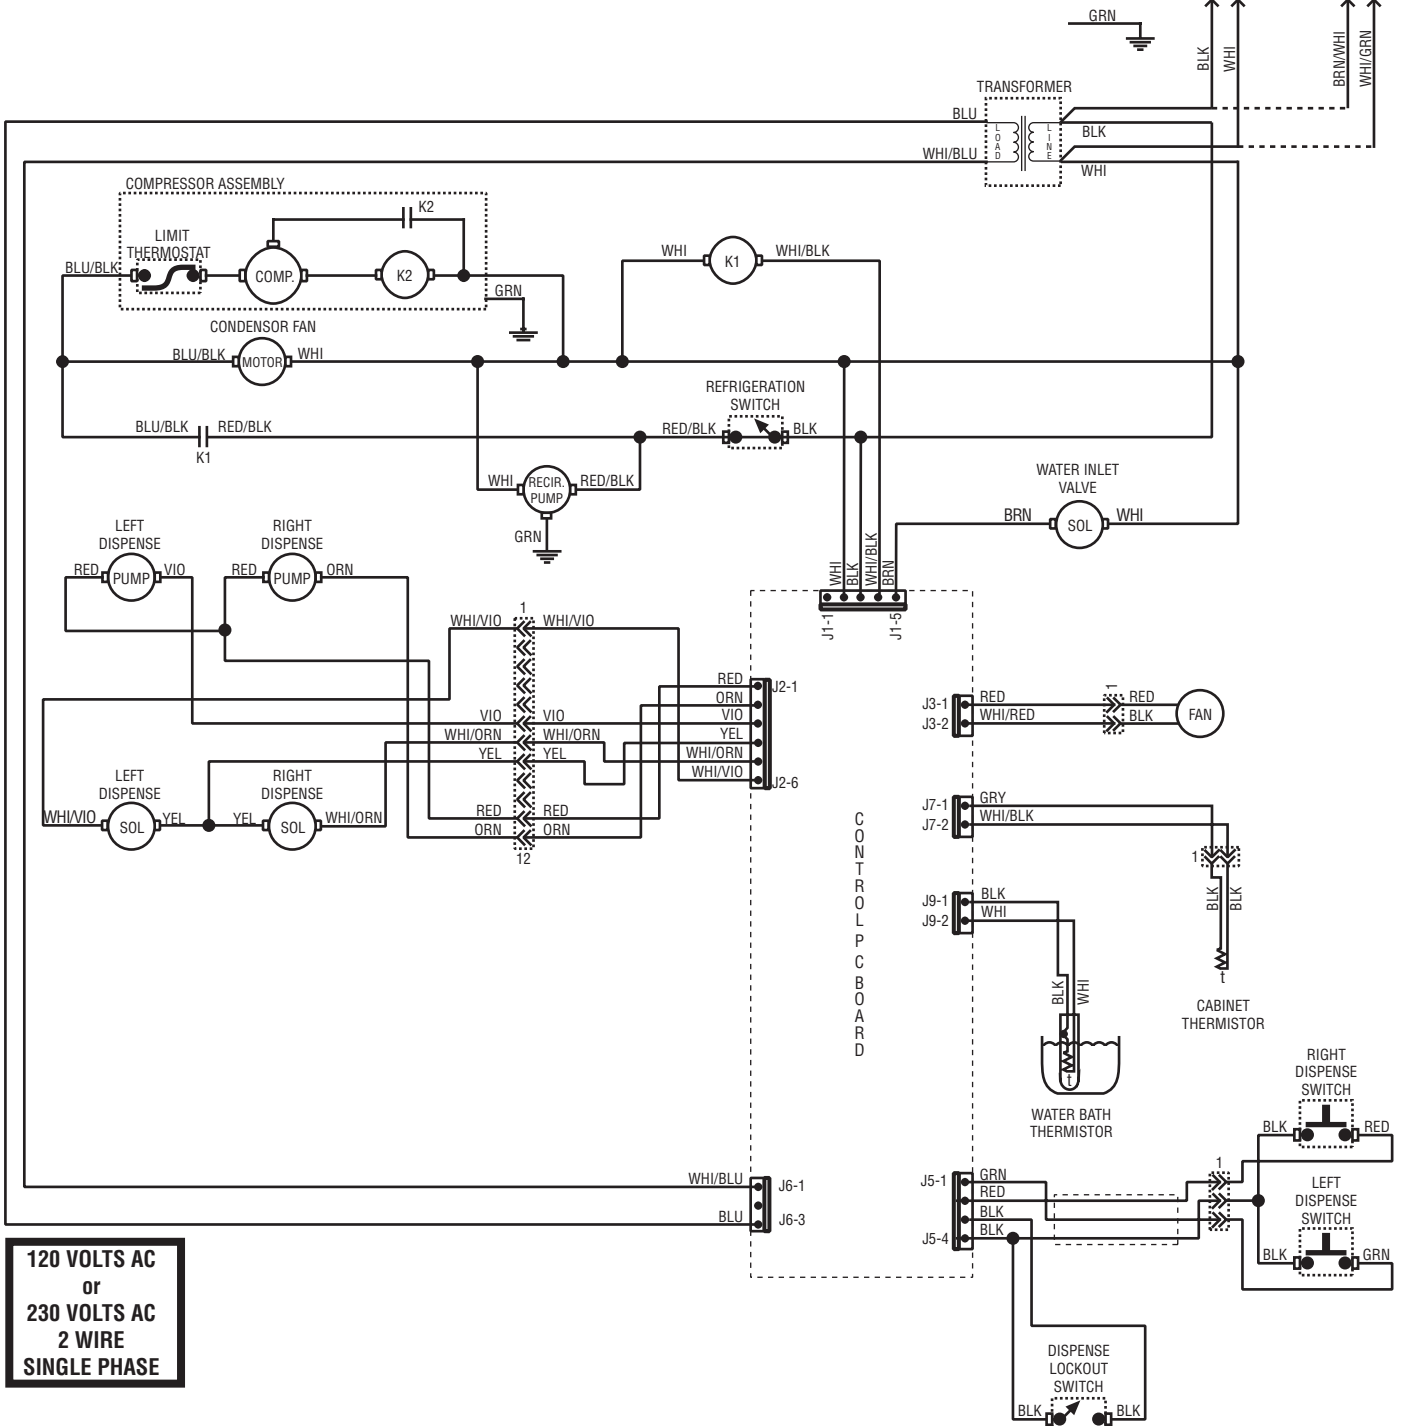 GRN
BLK
WHI
BRN/WHI
WHI/GRN
TRANSFORMER
BLU
LOAD
LINE
BLK
WHI/BLU
WHI
COMPRESSOR ASSEMBLY
K2
LIMIT
THERMOSTAT
BLU/BLK
COMP.
K2
GRN
WHI
K1
WHI/BLK
CONDENSOR FAN
BLU/BLK
MOTOR
WHI
REFRIGERATION
SWITCH
BLU/BLK
RED/BLK
K1
RED/BLK
BLK
WHI
RECIR.
PUMP
RED/BLK
GRN
WATER INLET
VALVE
BRN
SOL
WHI
LEFT
DISPENSE
RIGHT
DISPENSE
RED
PUMP
VIO
RED
PUMP
ORN
WHI
BLK
WHI/BLK
BRN
J1-1
J1-5
1
WHI/VIO
WHI/VIO
VIO
VIO
WHI/ORN
WHI/ORN
YEL
YEL
RED
RED
ORN
ORN
12
RED
J2-1
ORN
VIO
YEL
WHI/ORN
WHI/VIO
J2-6
LEFT
DISPENSE
RIGHT
DISPENSE
WHI/VIO
SOL
YEL
YEL
SOL
WHI/ORN
J3-1
RED
J3-2
WHI/RED
1
RED
BLK
FAN
J7-1
GRY
J7-2
WHI/BLK
1
BLK
BLK
t
CABINET
THERMISTOR
CONTROL PC BOARD
J9-1
BLK
J9-2
WHI
BLK
WHI
t
WATER BATH
THERMISTOR
RIGHT
DISPENSE
SWITCH
BLK
RED
WHI/BLU
J6-1
BLU
J6-3
J5-1
GRN
RED
BLK
J5-4
BLK
1
LEFT
DISPENSE
SWITCH
BLK
GRN
120 VOLTS AC
or
230 VOLTS AC
2 WIRE
SINGLE PHASE
DISPENSE
LOCKOUT
SWITCH
BLK
BLK